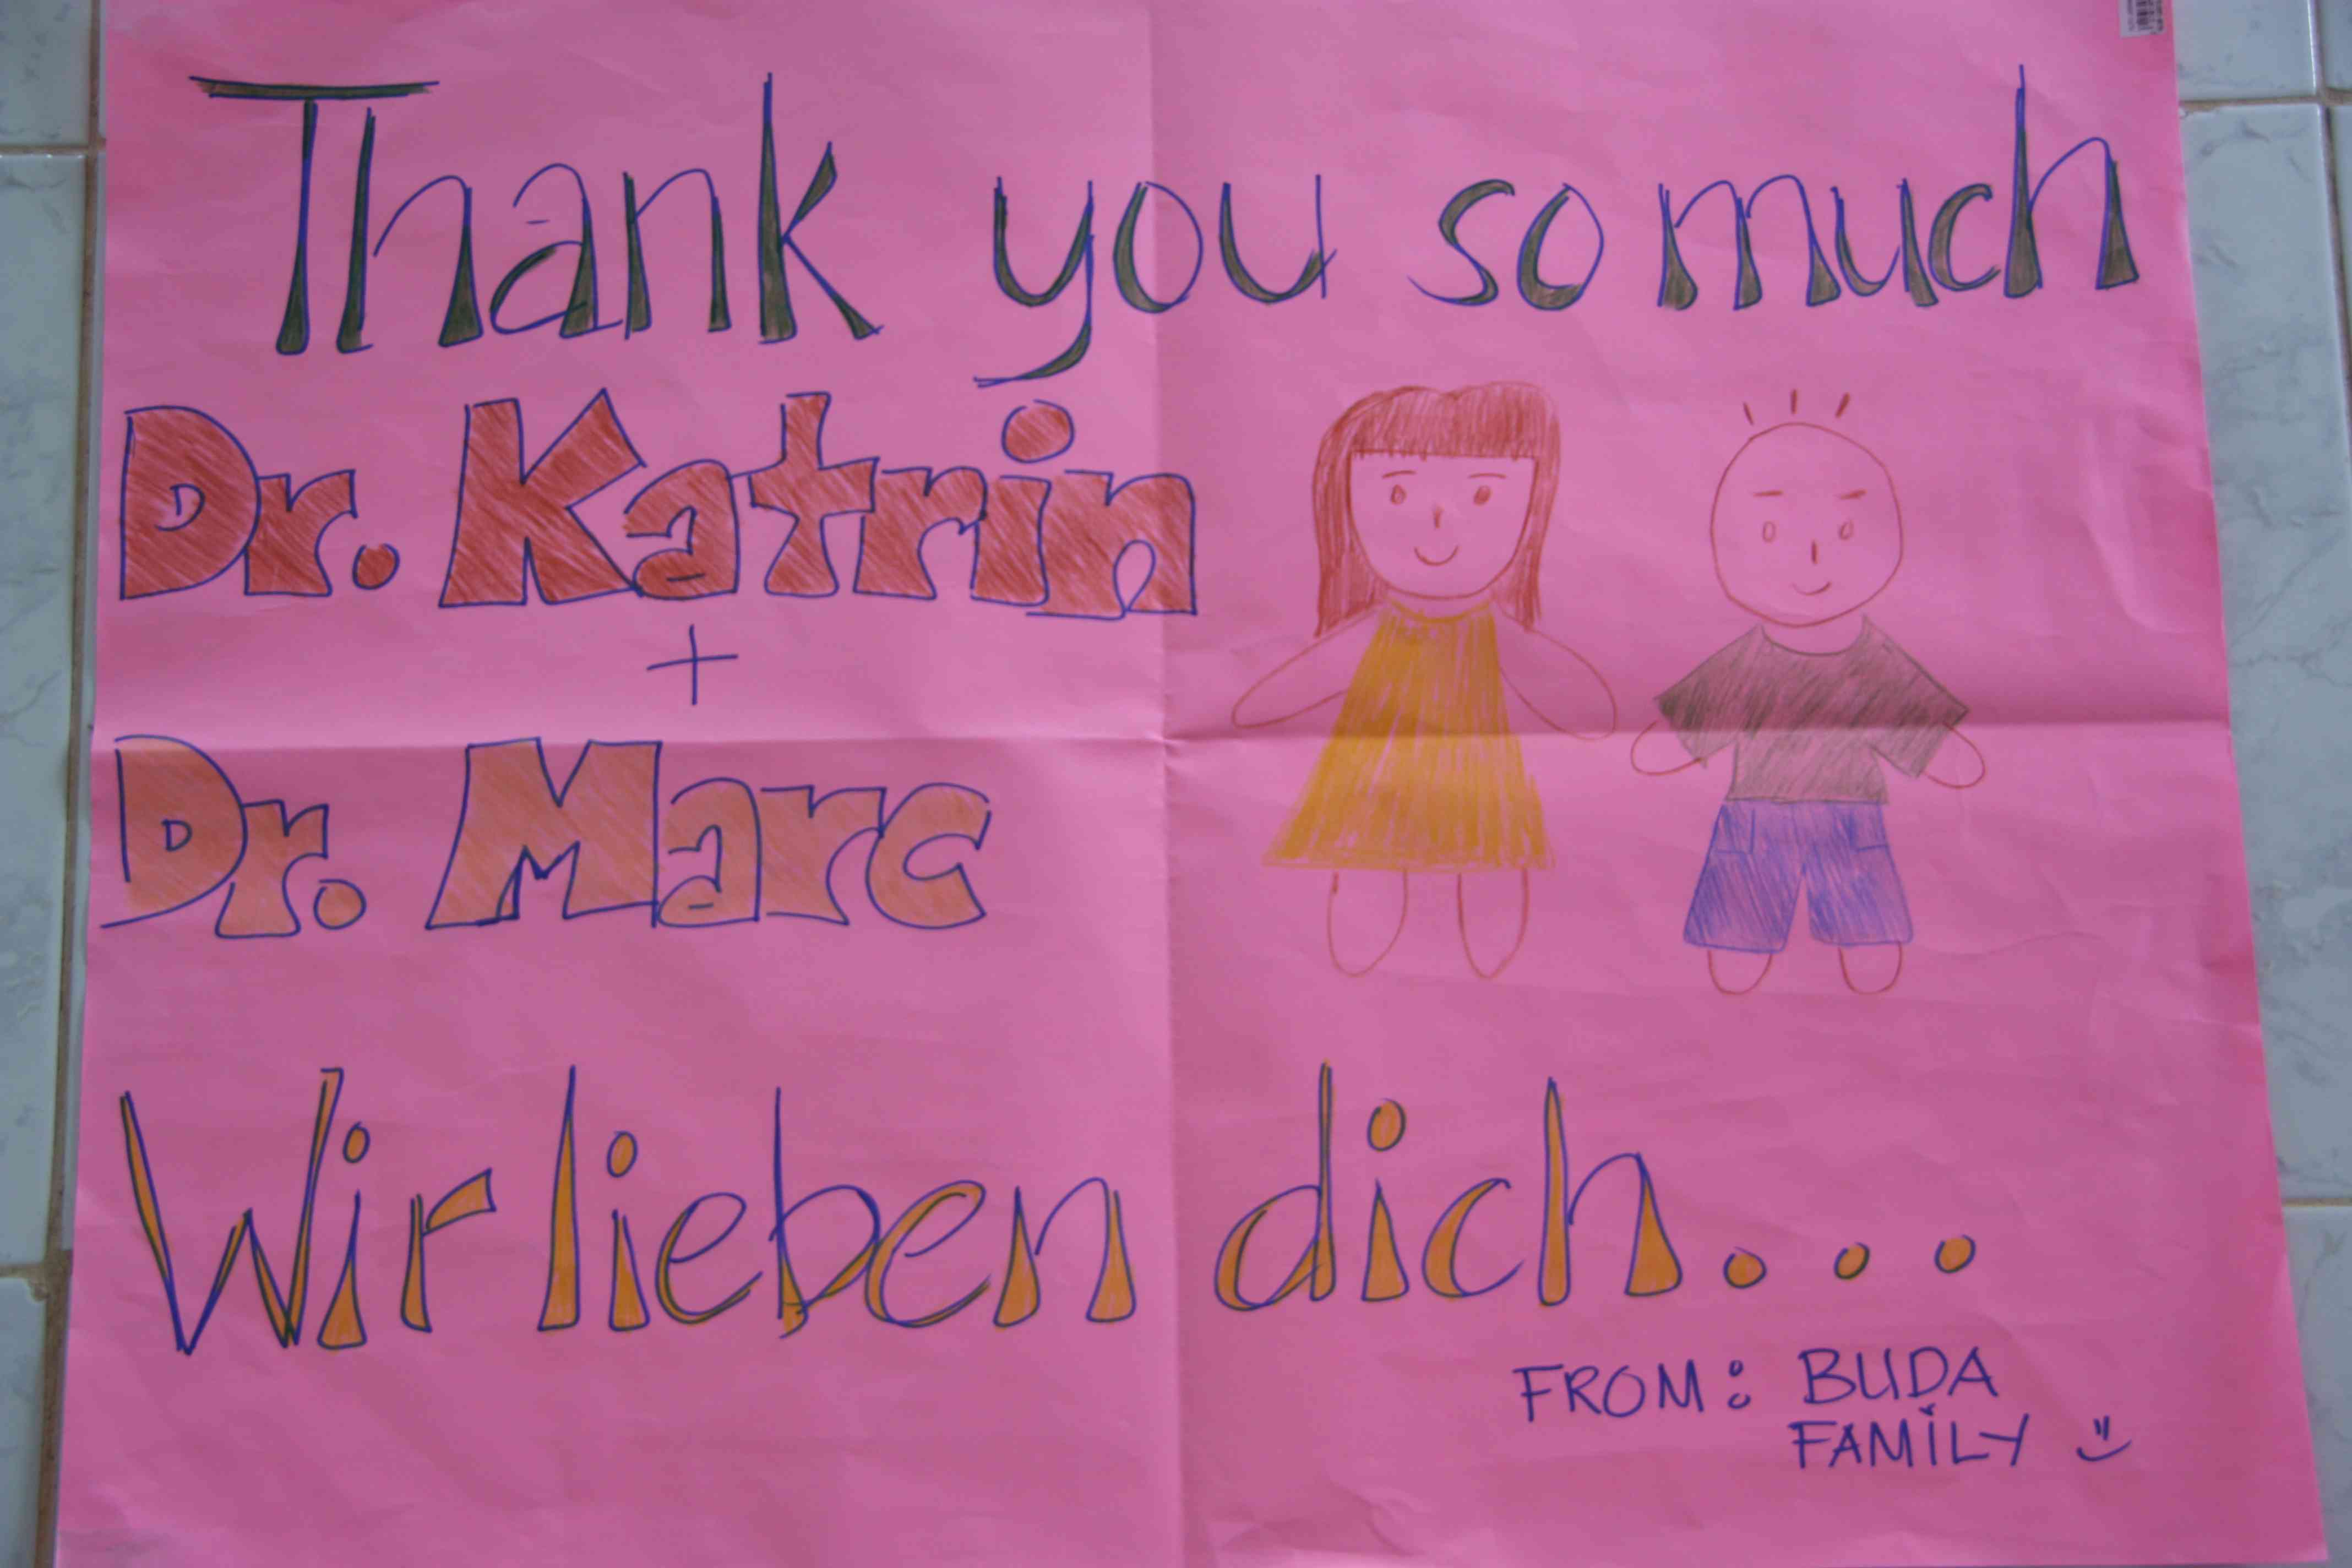 Thank you so much
Dr. Katrin
+
Dr. Marc
Wir lieben dich...
FROM: BUDA
FAMiLY